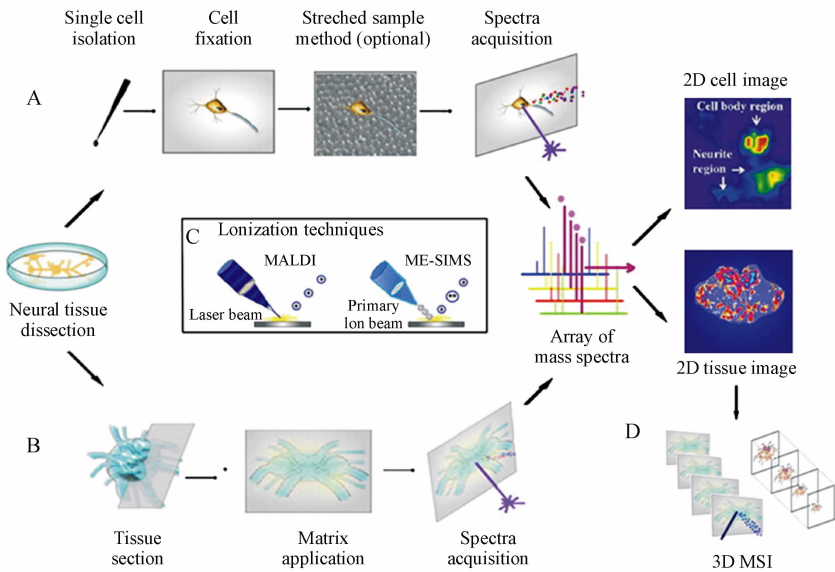 Single cell
isolation
Cell
fixation
Streched sample
method (optional)
Spectra
acquisition
A
2D cell image
Cell body
region
Neurite
region
C
Lonization techniques
MALDI
ME-SIMS
Laser beam
Primary
Ion beam
Neural tissue
dissection
Array of
mass spectra
2D tissue image
B
D
Tissue
section
Matrix
application
Spectra
acquisition
3D MSI